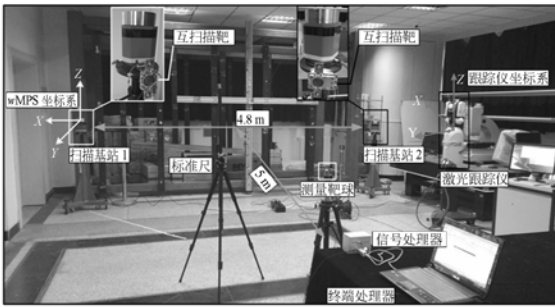 互扫描靶
互扫描靶
wMPS 坐标系
Z
X
Y
跟踪仪坐标系
Z
X
Y
4.8 m
扫描基站 1
扫描基站 2
标准尺
5 m
测量靶球
激光跟踪仪
信号处理器
终端处理器